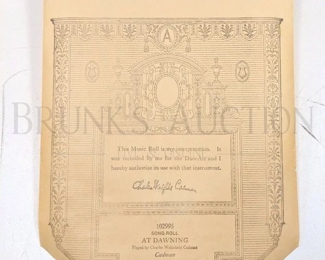 A
BRUNK'S AUCTION
This Music Roll is my interpretation. It
was recorded by me for the Duo-Art and I
hereby authorize its use with that instrument.
Charles Wakefield Cadman
102995
SONG-ROLL
AT DAWNING
Played by Charles Wakefield Cadman
Cadman